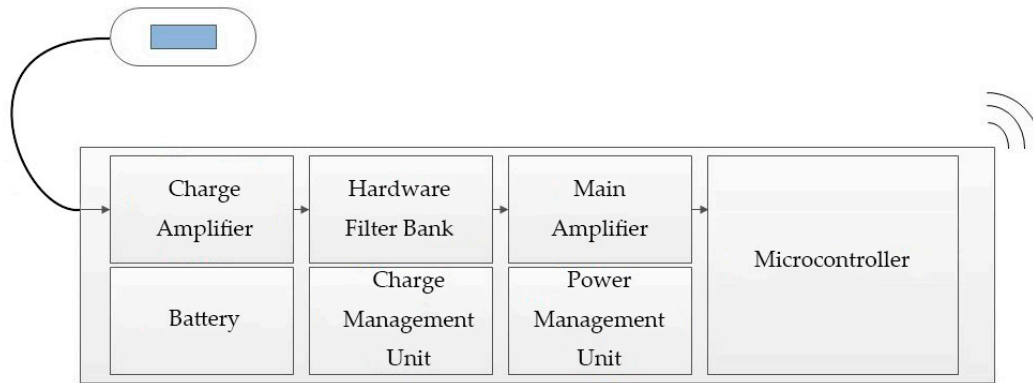 Charge
Amplifier
Hardware
Filter Bank
Main
Amplifier
Microcontroller
Battery
Charge
Management
Unit
Power
Management
Unit